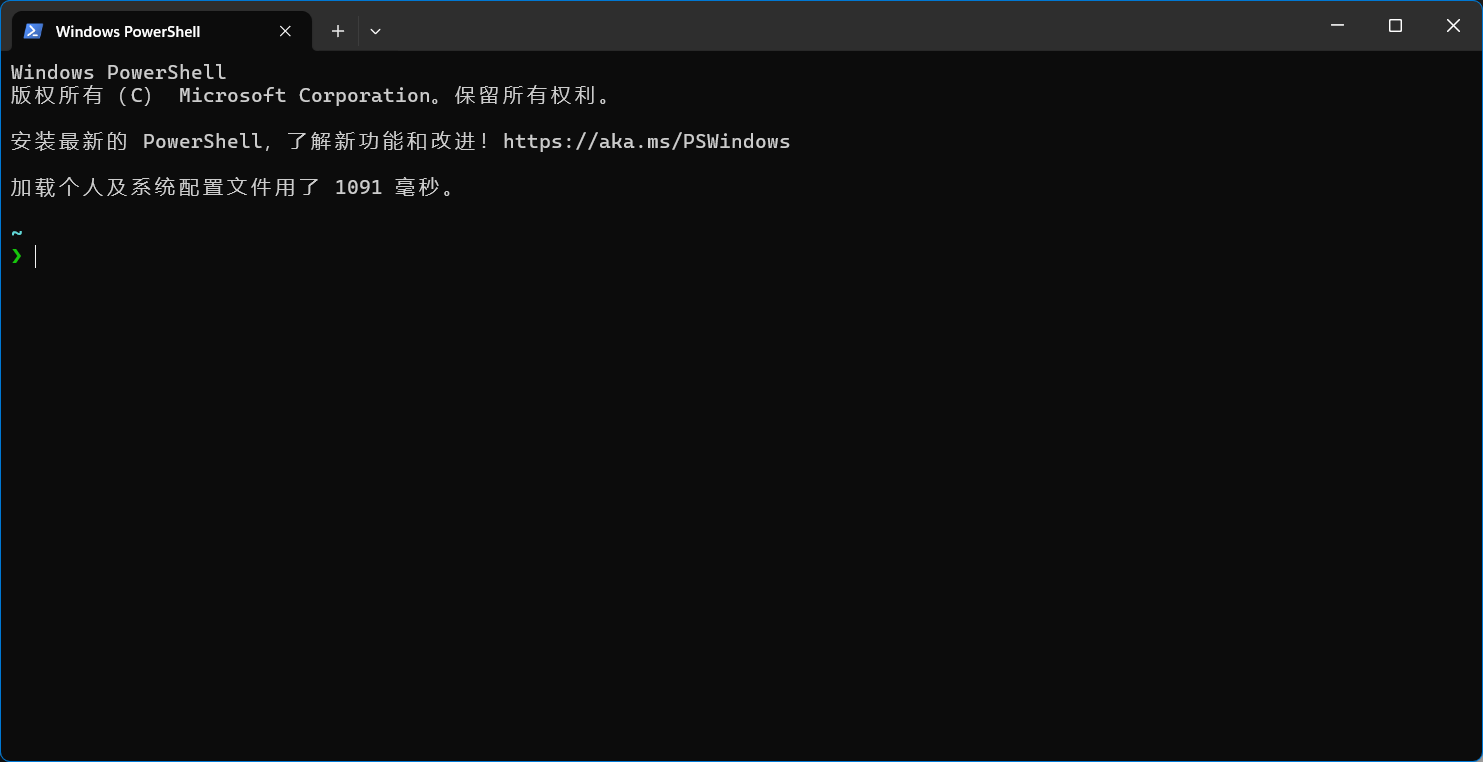 Windows PowerShell
Windows PowerShell
版权所有（C） Microsoft Corporation。保留所有权利。
安装最新的 PowerShell，了解新功能和改进！https://aka.ms/PSWindows
加载个人及系统配置文件用了 1091 毫秒。
~
❯